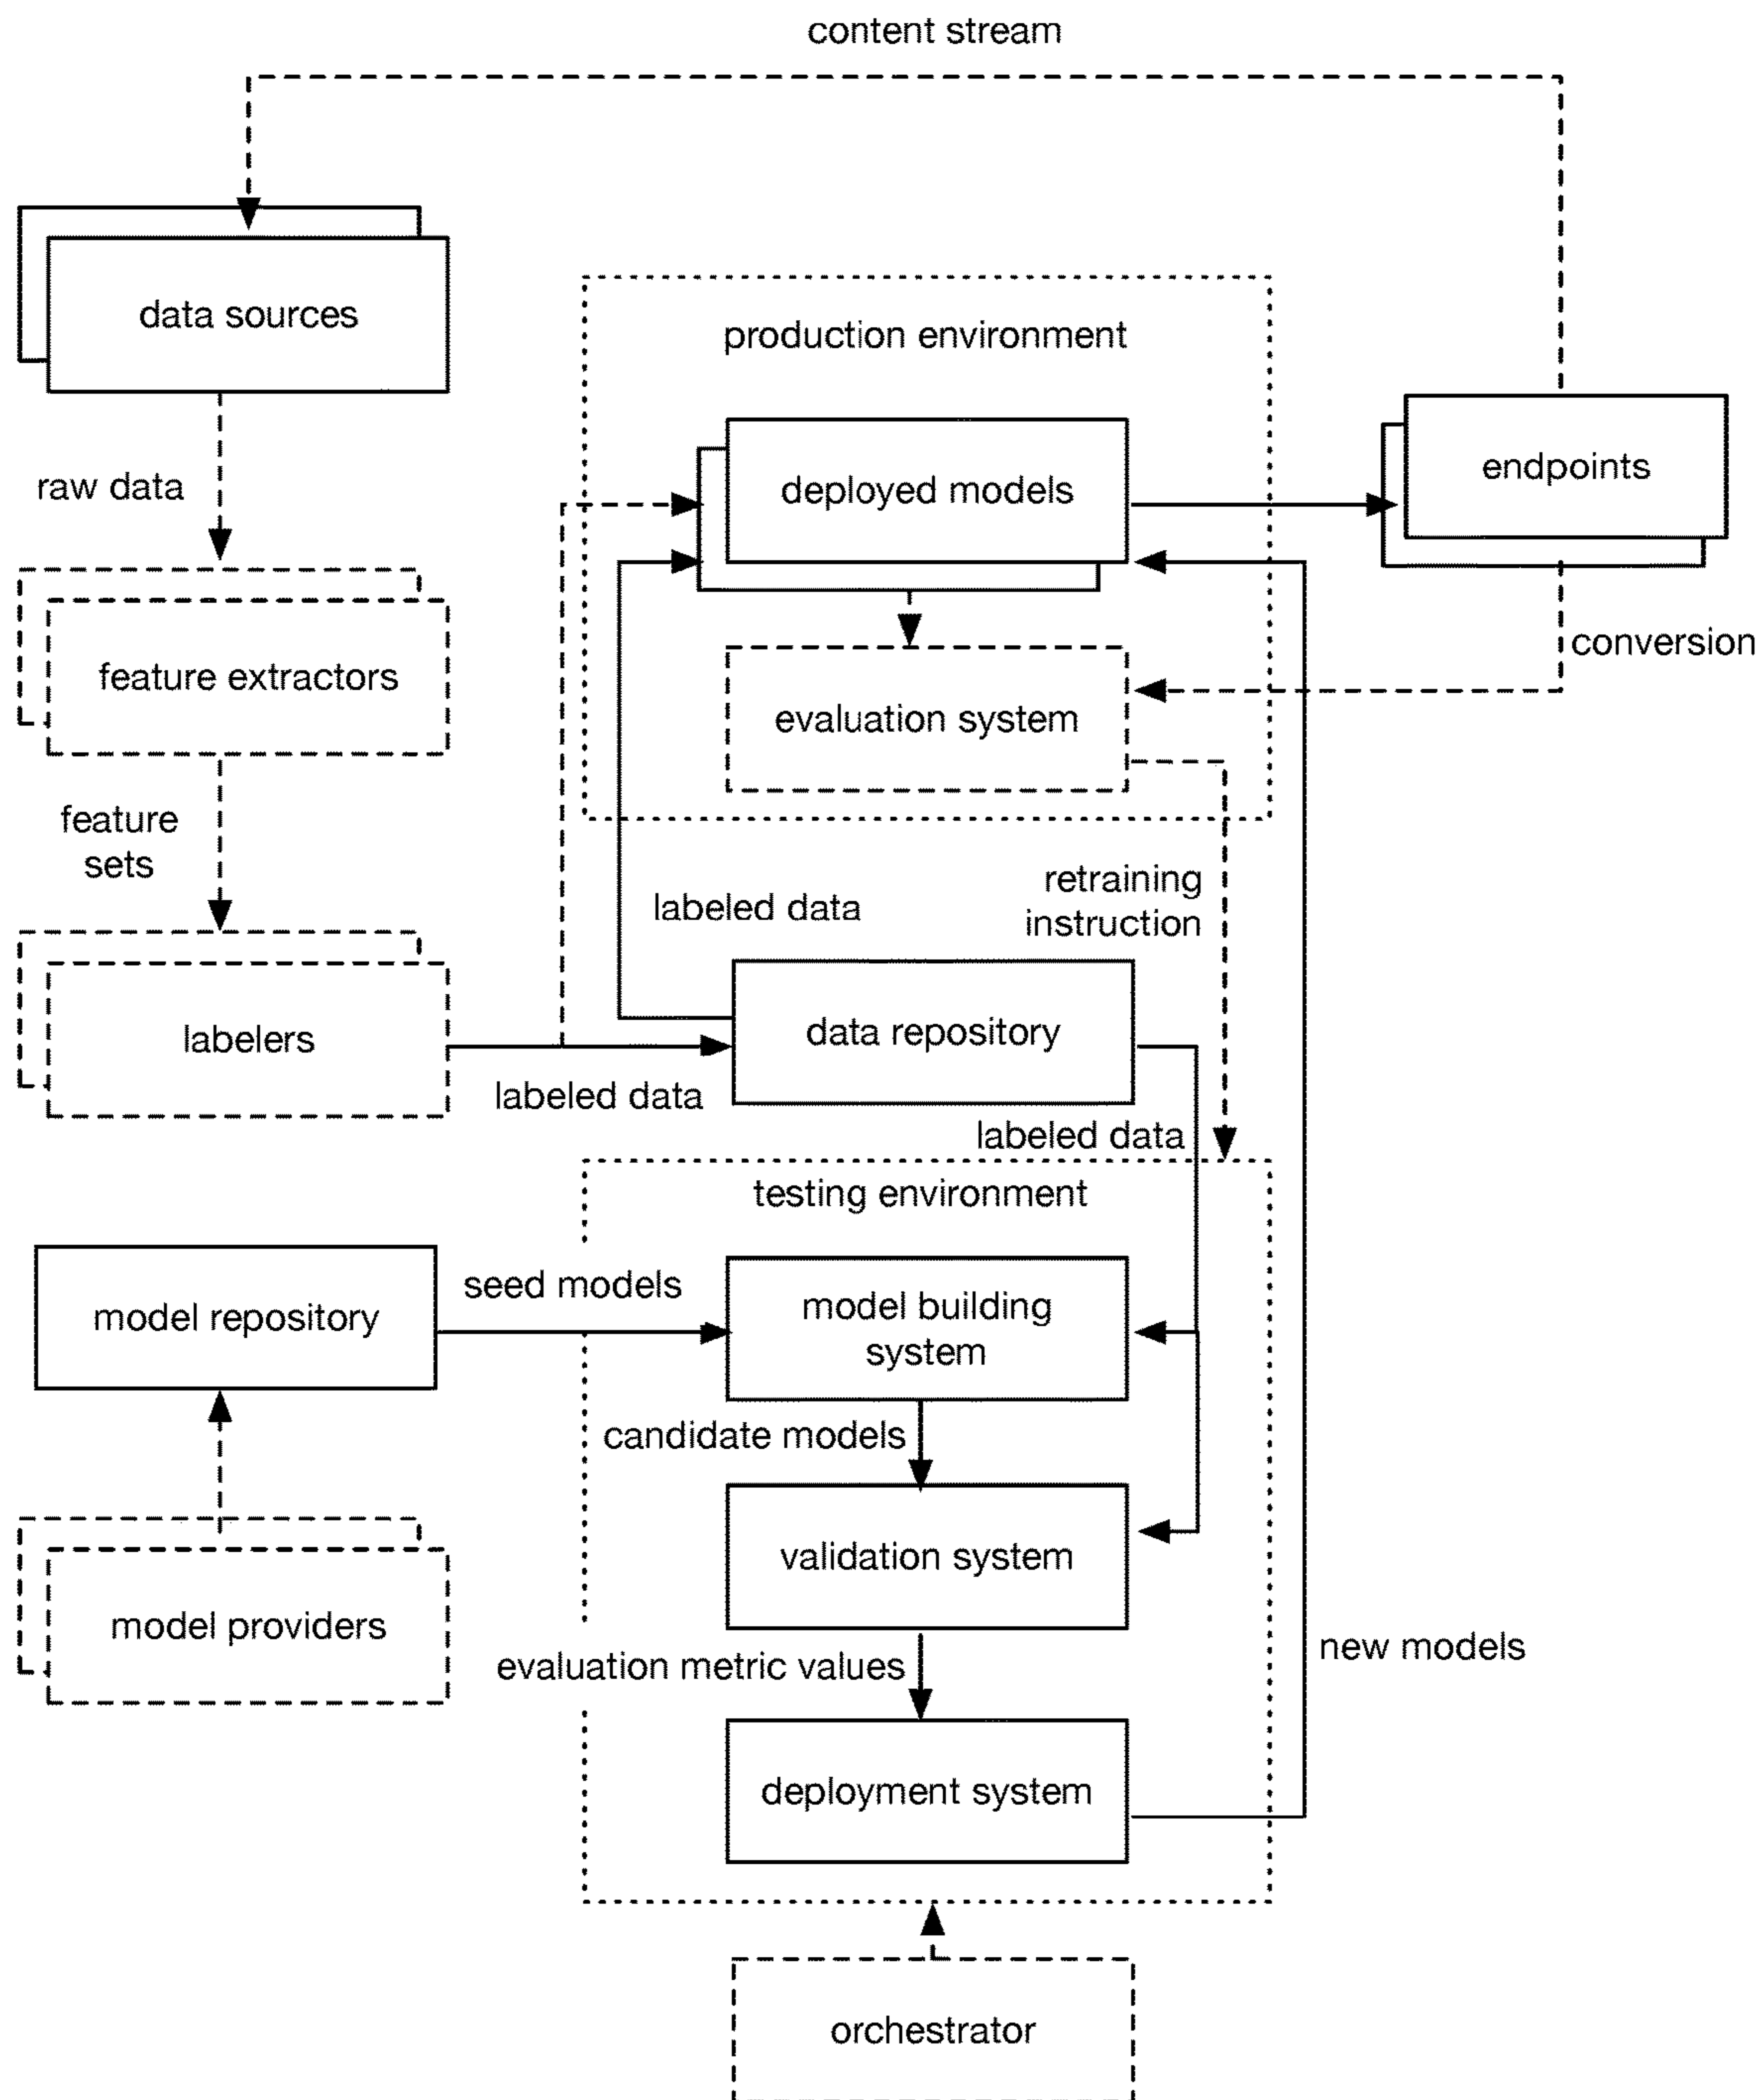 content stream
data sources
production environment
endpoints
deployed models
raw data
conversion
feature extractors
evaluation system
feature
sets
retraining
instruction
labeled data
data repository
labelers
labeled data
labeled data
testing environment
seed models
model building
system
model repository
candidate models
validation system
model providers
new models
evaluation metric values
deployment system
orchestrator